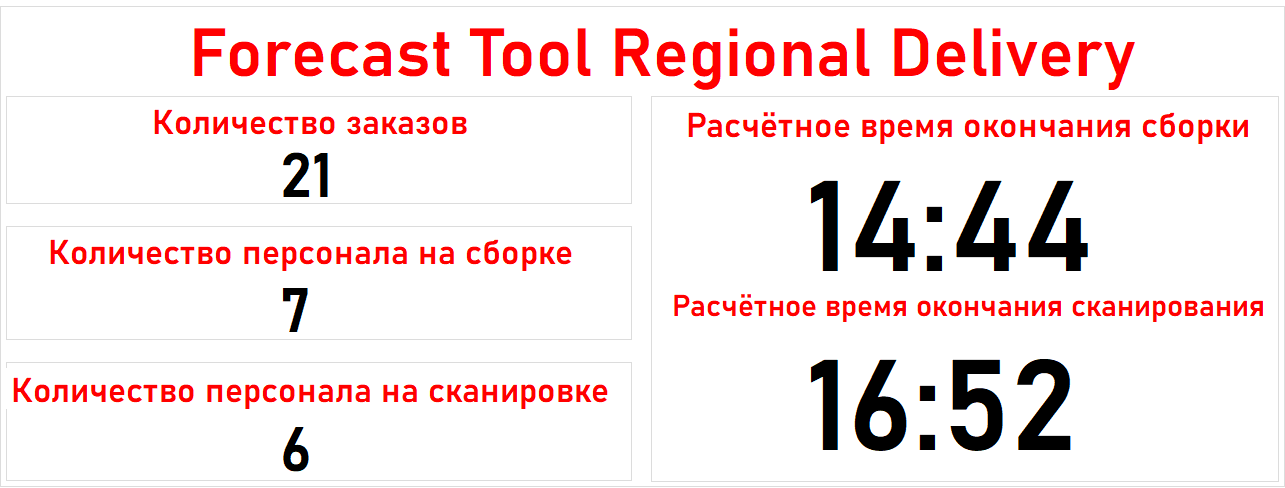 Forecast Tool Regional Delivery
Количество заказов
21
Количество персонала на сборке
7
Количество персонала на сканировке
6
Расчётное время окончания сборки
14:44
Расчётное время окончания сканирования
16:52